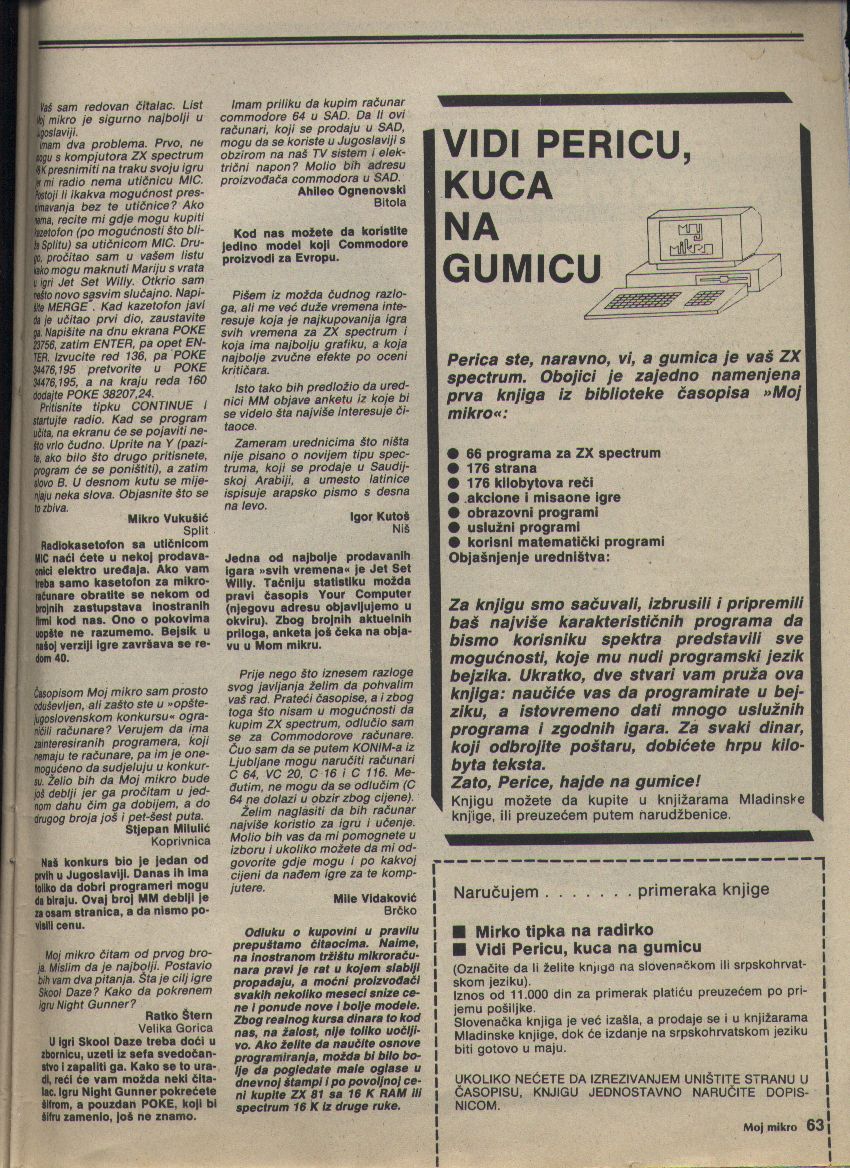 Vaš sam redovan čitalac. List
Moj mikro je sigurno najbolji u
Jugoslaviji.
Imam dva problema. Prvo, ne
mogu s kompjutora ZX spectrum
48K presnimiti na traku svoju igru
jer mi radio nema utičnicu MIC.
Postoji li ikakva mogućnost pres-
nimavanja bez te utičnice? Ako
nema, recite mi gdje mogu kupiti
kazetofon (po mogućnosti što bli-
že Splitu) sa utičnicom MIC. Dru-
go, pročitao sam u vašem listu
kako mogu maknuti Mariju s vrata
u igri Jet Set Willy. Otkrio sam
nešto novo sasvim slučajno. Napi-
šite MERGE . Kad kazetofon javi
da je učitao prvi dio, zaustavite
ga. Napišite na dnu ekrana POKE
23756, zatim ENTER, pa opet EN-
TER. Izvucite red 136, pa POKE
34476,195 pretvorite u POKE
34476,195, a na kraju reda 160
dodajte POKE 38207,24.
Pritisnite tipku CONTINUE i
startujte radio. Kad se program
učita, na ekranu će se pojaviti ne-
što vrlo čudno. Uprite na Y (pazi-
te, ako bilo što drugo pritisnete,
program će se poništiti), a zatim
slovo B. U desnom kutu se mije-
njaju neka slova. Objasnite što se
to zbiva.
Mikro Vukušić
Split
Radiokasetofon sa utičnicom
MIC naći ćete u nekoj prodava-
onici elektro uređaja. Ako vam
treba samo kasetofon za mikro-
računare obratite se nekom od
brojnih zastupstava inostranih
firmi kod nas. Ono o pokovima
uopšte ne razumemo. Bejsik u
našoj verziji igre završava se re-
dom 40.
Časopisom Moj mikro sam prosto
oduševljen, ali zašto ste u »opšte-
jugoslovenskom konkursu« ogra-
ničili računare? Verujem da ima
zainteresiranih programera, koji
nemaju te računare, pa im je one-
mogućeno da sudjeluju u konkur-
su. Želio bih da Moj mikro bude
još deblji jer ga pročitam u jed-
nom dahu čim ga dobijem, a do
drugog broja još i pet-šest puta.
Stjepan Milulić
Koprivnica
Naš konkurs bio je jedan od
prvih u Jugoslaviji. Danas ih ima
toliko da dobri programeri mogu
da biraju. Ovaj broj MM deblji je
za osam stranica, a da nismo po-
visili cenu.
Moj mikro čitam od prvog bro-
ja. Mislim da je najbolji. Postavio
bih vam dva pitanja. Šta je cilj igre
Skool Daze? Kako da pokrenem
igru Night Gunner?
Ratko Štern
Velika Gorica
U igri Skool Daze treba doći u
zbornicu, uzeti iz sefa svedočan-
stvo i zapaliti ga. Kako se to ura-
di, reći će vam možda neki čita-
lac. Igru Night Gunner pokrećete
šifrom, a pouzdan POKE, koji bi
šifru zamenio, još ne znamo.
Imam priliku da kupim računar
commodore 64 u SAD. Da li ovi
računari, koji se prodaju u SAD,
mogu da se koriste u Jugoslaviji s
obzirom na naš TV sistem i elek-
trični napon? Molio bih adresu
proizvođača commodora u SAD.
Ahileo Ognenovski
Bitola
Kod nas možete da koristite
jedino model koji Commodore
proizvodi za Evropu.
Pišem iz možda čudnog razlo-
ga, ali me već duže vremena inte-
resuje koja je najkupovanija igra
svih vremena za ZX spectrum i
koja ima najbolju grafiku, a koja
najbolje zvučne efekte po oceni
kritičara.
Isto tako bih predložio da ured-
nici MM objave anketu iz koje bi
se videlo šta najviše interesuje či-
taoce.
Zameram urednicima što ništa
nije pisano o novijem tipu spec-
truma, koji se prodaje u Saudij-
skoj Arabiji, a umesto latinice
ispisuje arapsko pismo s desna
na levo.
Igor Kutoš
Niš
Jedna od najbolje prodavanih
igara »svih vremena« je Jet Set
Willy. Tačniju statistiku možda
pravi časopis Your Computer
(njegovu adresu objavljujemo u
okviru). Zbog brojnih aktuelnih
priloga, anketa još čeka na obja-
vu u Mom mikru.
Prije nego što iznesem razloge
svog javljanja želim da pohvalim
vaš rad. Prateći časopise, a i zbog
toga što nisam u mogućnosti da
kupim ZX spectrum, odlučio sam
se za Commodorove računare.
Čuo sam da se putem KONIM-a iz
Ljubljane mogu naručiti računari
C 64, VC 20, C 16 i C 116. Me-
đutim, ne mogu da se odlučim (C
64 ne dolazi u obzir zbog cijene).
Želim naglasiti da bih računar
najviše koristio za igru i učenje.
Molio bih vas da mi pomognete u
izboru i ukoliko možete da mi od-
govorite gdje mogu i po kakvoj
cijeni da nađem igre za te komp-
jutere.
Mile Vidaković
Brčko
Odluku o kupovini u pravilu
prepuštamo čitaocima. Naime,
na inostranom tržištu mikroraču-
nara pravi je rat u kojem slabiji
propadaju, a moćni proizvođači
svakih nekoliko meseci snize ce-
ne i ponude nove i bolje modele.
Zbog realnog kursa dinara to kod
nas, na žalost, nije toliko uočlji-
vo. Ako želite da naučite osnove
programiranja, možda bi bilo bo-
lje da pogledate male oglase u
dnevnoj štampi i po povoljnoj ce-
ni kupite ZX 81 sa 16 K RAM ili
spectrum 16 K iz druge ruke.
VIDI PERICU,
KUCA
NA
GUMICU
Moj
Mikro
Perica ste, naravno, vi, a gumica je vaš ZX
spectrum. Obojici je zajedno namenjena
prva knjiga iz biblioteke časopisa »Moj
mikro«:
● 66 programa za ZX spectrum
● 176 strana
● 176 kilobytova reči
● akcione i misaone igre
● obrazovni programi
● uslužni programi
● korisni matematički programi
Objašnjenje uredništva:
Za knjigu smo sačuvali, izbrusili i pripremili
baš najviše karakterističnih programa da
bismo korisniku spektra predstavili sve
mogućnosti, koje mu nudi programski jezik
bejzika. Ukratko, dve stvari vam pruža ova
knjiga: naučiće vas da programirate u bej-
ziku, a istovremeno dati mnogo uslužnih
programa i zgodnih igara. Za svaki dinar,
koji odbrojite poštaru, dobićete hrpu kilo-
byta teksta.
Zato, Perice, hajde na gumice!
Knjigu možete da kupite u knjižarama Mladinske
knjige, ili preuzećem putem narudžbenice.
Naručujem . . . . . . . primeraka knjige
■ Mirko tipka na radirko
■ Vidi Pericu, kuca na gumicu
(Označite da li želite knjigo na slovenačkom ili srpskohrvat-
skom jeziku).
Iznos od 11.000 din za primerak platiću preuzećem po pri-
jemu pošiljke.
Slovenačka knjiga je već izašla, a prodaje se i u knjižarama
Mladinske knjige, dok će izdanje na srpskohrvatskom jeziku
biti gotovo u maju.
UKOLIKO NEĆETE DA IZREZIVANJEM UNIŠTITE STRANU U
ČASOPISU, KNJIGU JEDNOSTAVNO NARUČITE DOPIS-
NICOM.
Moj mikro 63